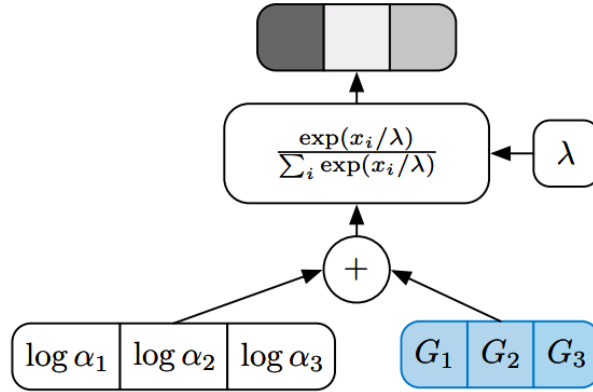 exp(x_i/λ)
∑_i exp(x_i/λ)
λ
+
log α_1 log α_2 log α_3
G_1 G_2 G_3